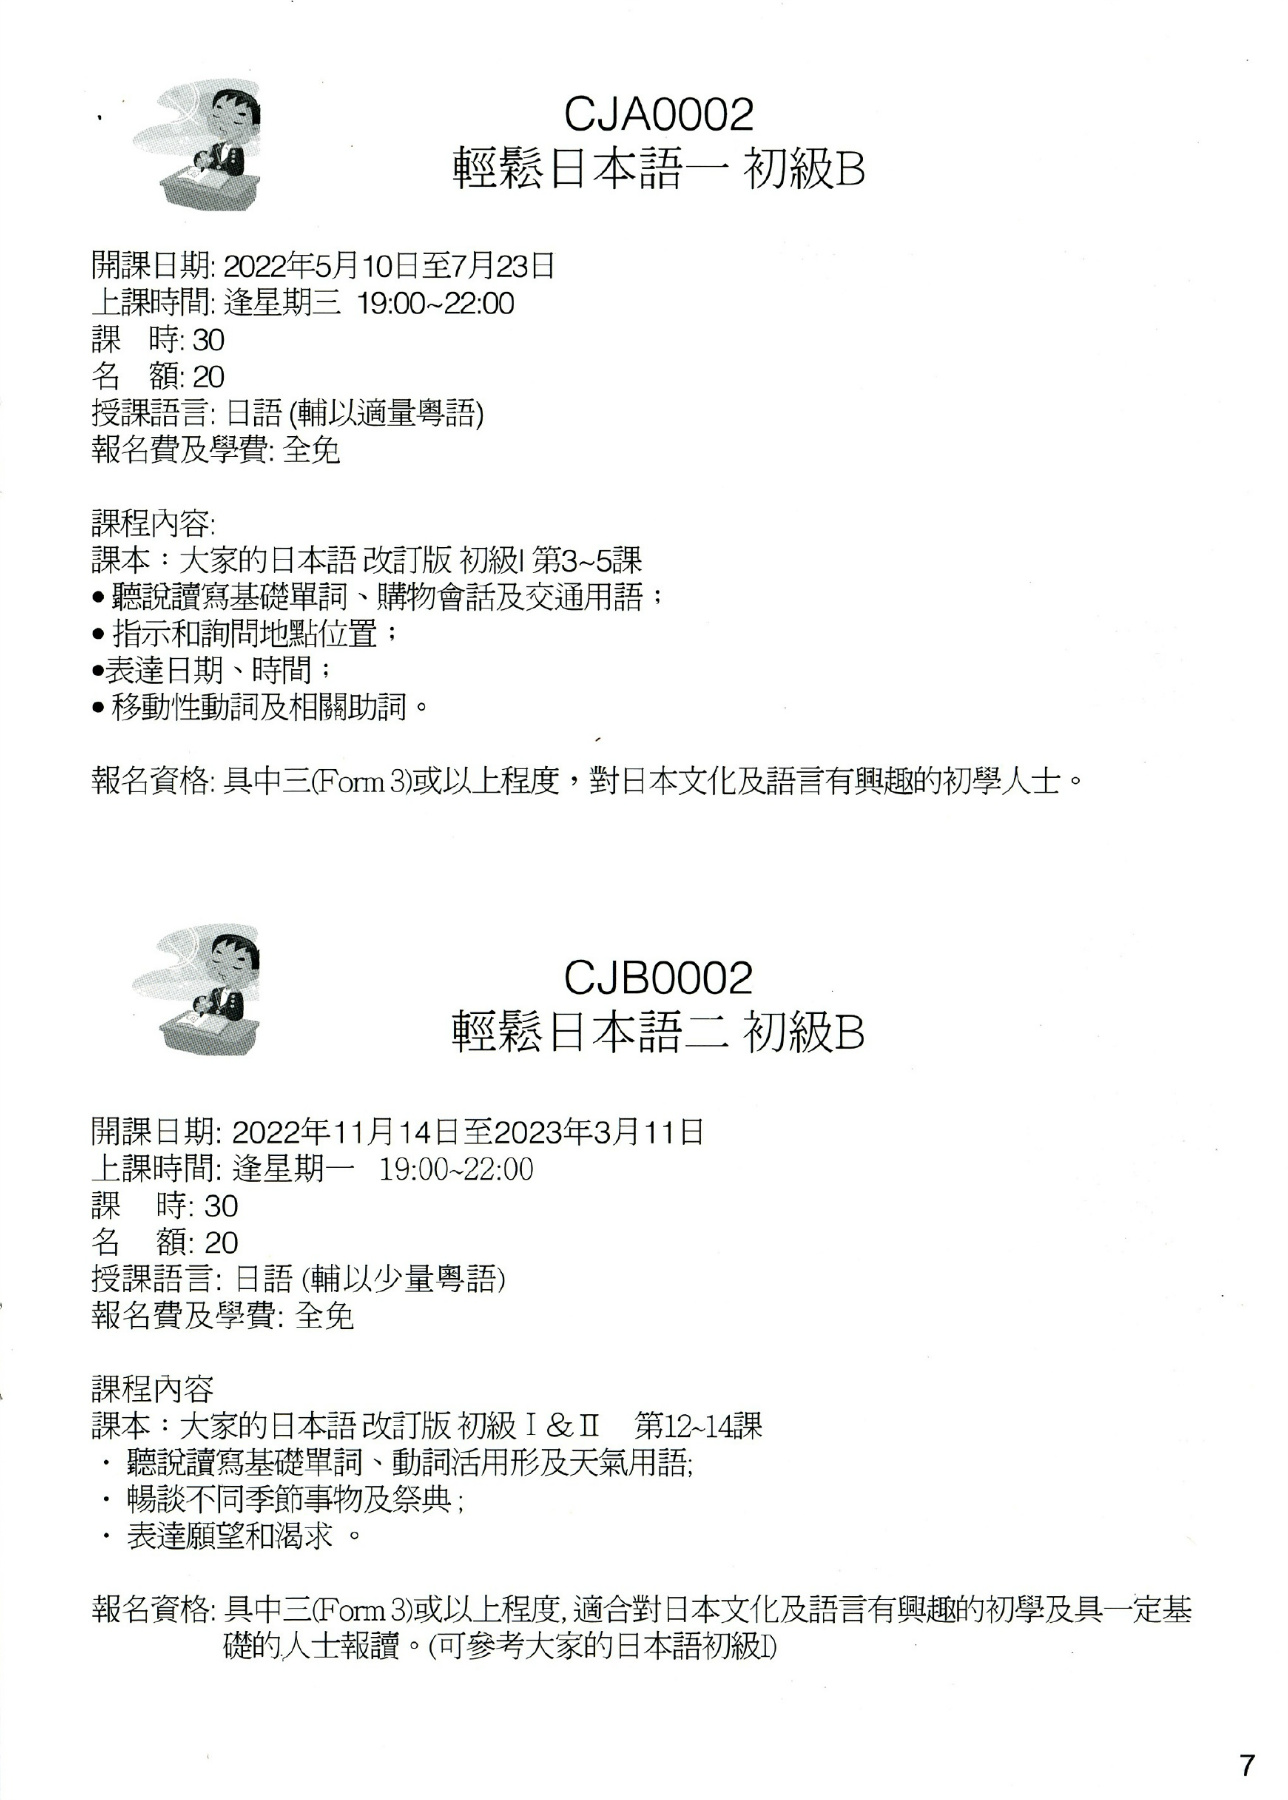 CJA0002
輕鬆日本語一 初級B
開課日期: 2022年5月10日至7月23日
上課時間: 逢星期三 19:00~22:00
課 時: 30
名 額: 20
授課語言: 日語 (輔以適量粵語)
報名費及學費: 全免
課程內容:
課本：大家的日本語 改訂版 初級I 第3~5課
● 聽說讀寫基礎單詞、購物會話及交通用語；
● 指示和詢問地點位置；
●表達日期、時間；
● 移動性動詞及相關助詞。
報名資格: 具中三(Form 3)或以上程度，對日本文化及語言有興趣的初學人士。
CJB0002
輕鬆日本語二 初級B
開課日期: 2022年11月14日至2023年3月11日
上課時間: 逢星期一 19:00~22:00
課 時: 30
名 額: 20
授課語言: 日語 (輔以少量粵語)
報名費及學費: 全免
課程內容
課本：大家的日本語 改訂版 初級 Ⅰ & Ⅱ 第12~14課
· 聽說讀寫基礎單詞、動詞活用形及天氣用語;
· 暢談不同季節事物及祭典;
· 表達願望和渴求 。
報名資格: 具中三(Form 3)或以上程度, 適合對日本文化及語言有興趣的初學及具一定基
礎的人士報讀。(可參考大家的日本語初級I)
7